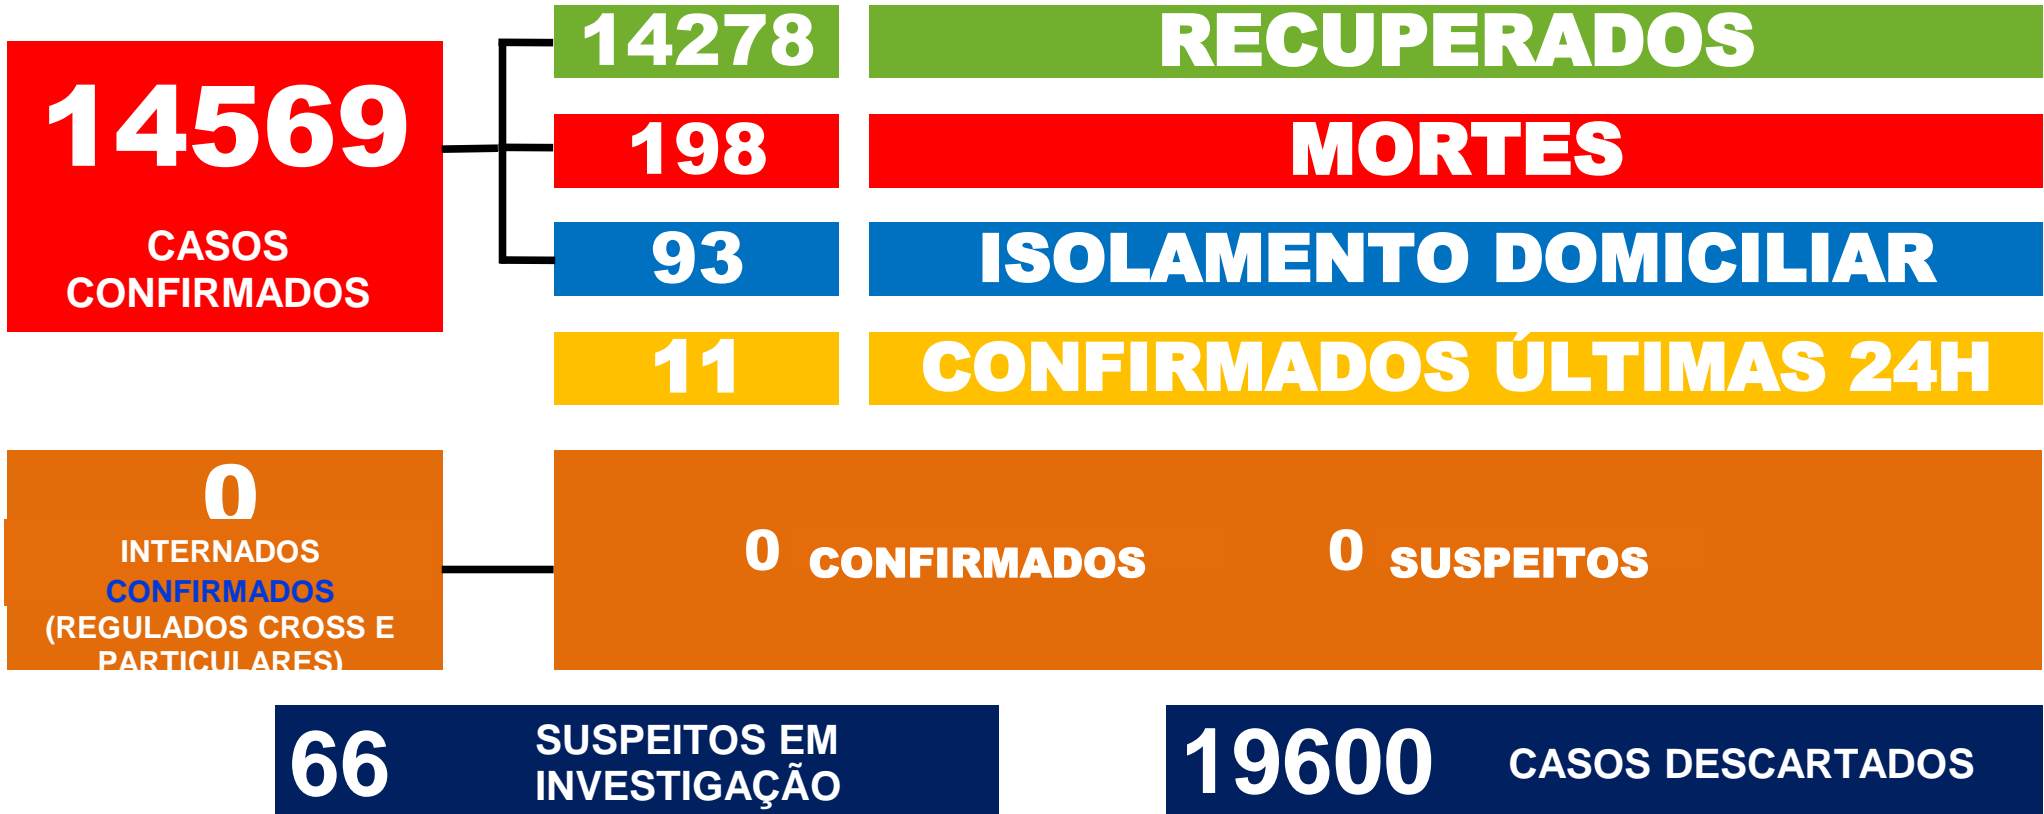 14569
CASOS
CONFIRMADOS
14278 RECUPERADOS
198 MORTES
93 ISOLAMENTO DOMICILIAR
11 CONFIRMADOS ÚLTIMAS 24H
0
INTERNADOS
CONFIRMADOS
(REGULADOS CROSS E
PARTICULARES)
0 CONFIRMADOS 0 SUSPEITOS
66 SUSPEITOS EM
INVESTIGAÇÃO
19600 CASOS DESCARTADOS